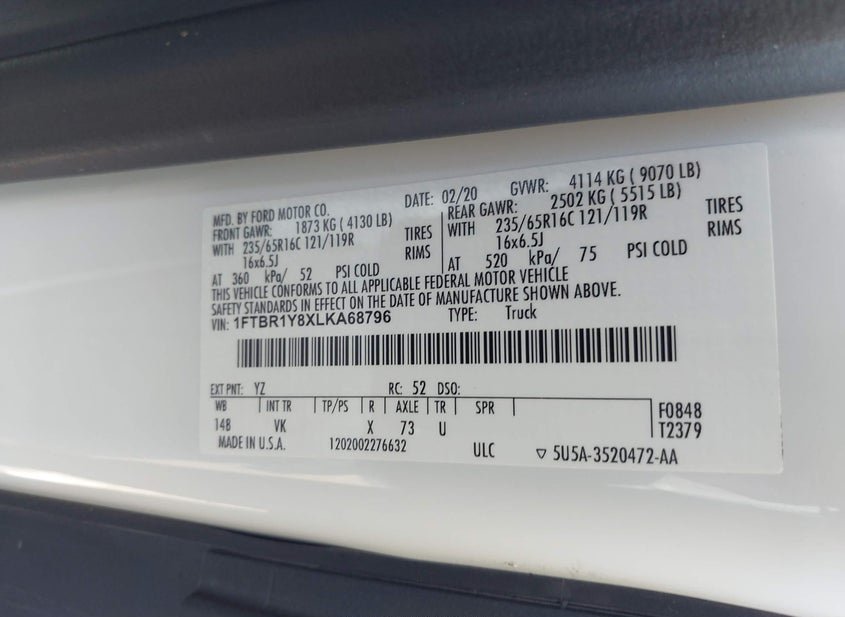 MFD. BY FORD MOTOR CO. DATE: 02/20 GVWR: 4114 KG ( 9070 LB)
FRONT GAWR: 1873 KG ( 4130 LB) REAR GAWR: 2502 KG ( 5515 LB)
WITH 235/65R16C 121/119R TIRES WITH 235/65R16C 121/119R TIRES
16x6.5J RIMS 16x6.5J RIMS
AT 360 kPa/ 52 PSI COLD AT 520 kPa/ 75 PSI COLD
THIS VEHICLE CONFORMS TO ALL APPLICABLE FEDERAL MOTOR VEHICLE
SAFETY STANDARDS IN EFFECT ON THE DATE OF MANUFACTURE SHOWN ABOVE.
VIN: 1FTBR1Y8XLKA68796 TYPE: Truck
EXT PNT: YZ RC: 52 DSO:
WB INT TR TP/PS R AXLE TR SPR F0848
148 VK X 73 U T2379
MADE IN U.S.A. 1202002276632 ULC ▽ 5U5A-3520472-AA